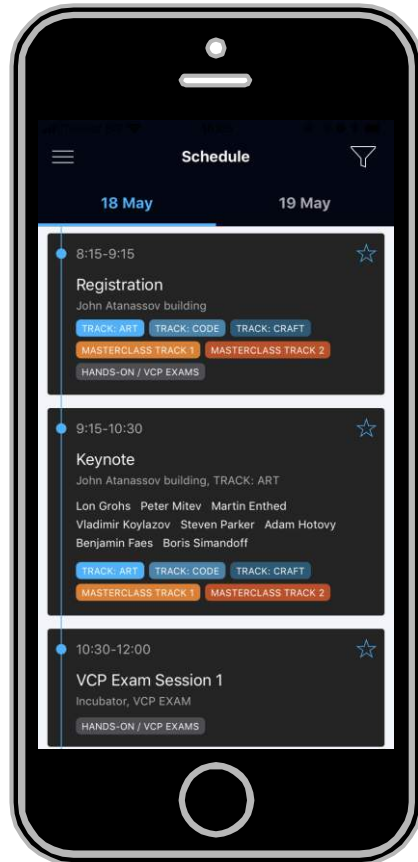 Schedule
18 May 19 May
8:15-9:15
Registration
John Atanassov building
TRACK: ART TRACK: CODE TRACK: CRAFT
MASTERCLASS TRACK 1 MASTERCLASS TRACK 2
HANDS-ON / VCP EXAMS
9:15-10:30
Keynote
John Atanassov building, TRACK: ART
Lon Grohs Peter Mitev Martin Enthed
Vladimir Koylazov Steven Parker Adam Hotovy
Benjamin Faes Boris Simandoff
TRACK: ART TRACK: CODE TRACK: CRAFT
MASTERCLASS TRACK 1 MASTERCLASS TRACK 2
10:30-12:00
VCP Exam Session 1
Incubator, VCP EXAM
HANDS-ON / VCP EXAMS